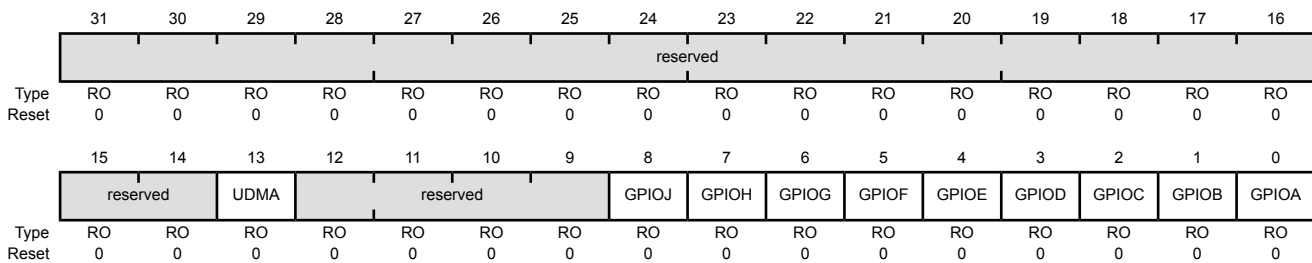 31 30 29 28 27 26 25 24 23 22 21 20 19 18 17 16
reserved
Type RO RO RO RO RO RO RO RO RO RO RO RO RO RO RO RO
Reset 0 0 0 0 0 0 0 0 0 0 0 0 0 0 0 0
15 14 13 12 11 10 9 8 7 6 5 4 3 2 1 0
reserved UDMA reserved GPIOJ GPIOH GPIOG GPIOF GPIOE GPIOD GPIOC GPIOB GPIOA
Type RO RO RO RO RO RO RO RO RO RO RO RO RO RO RO RO
Reset 0 0 0 0 0 0 0 0 0 0 0 0 0 0 0 0